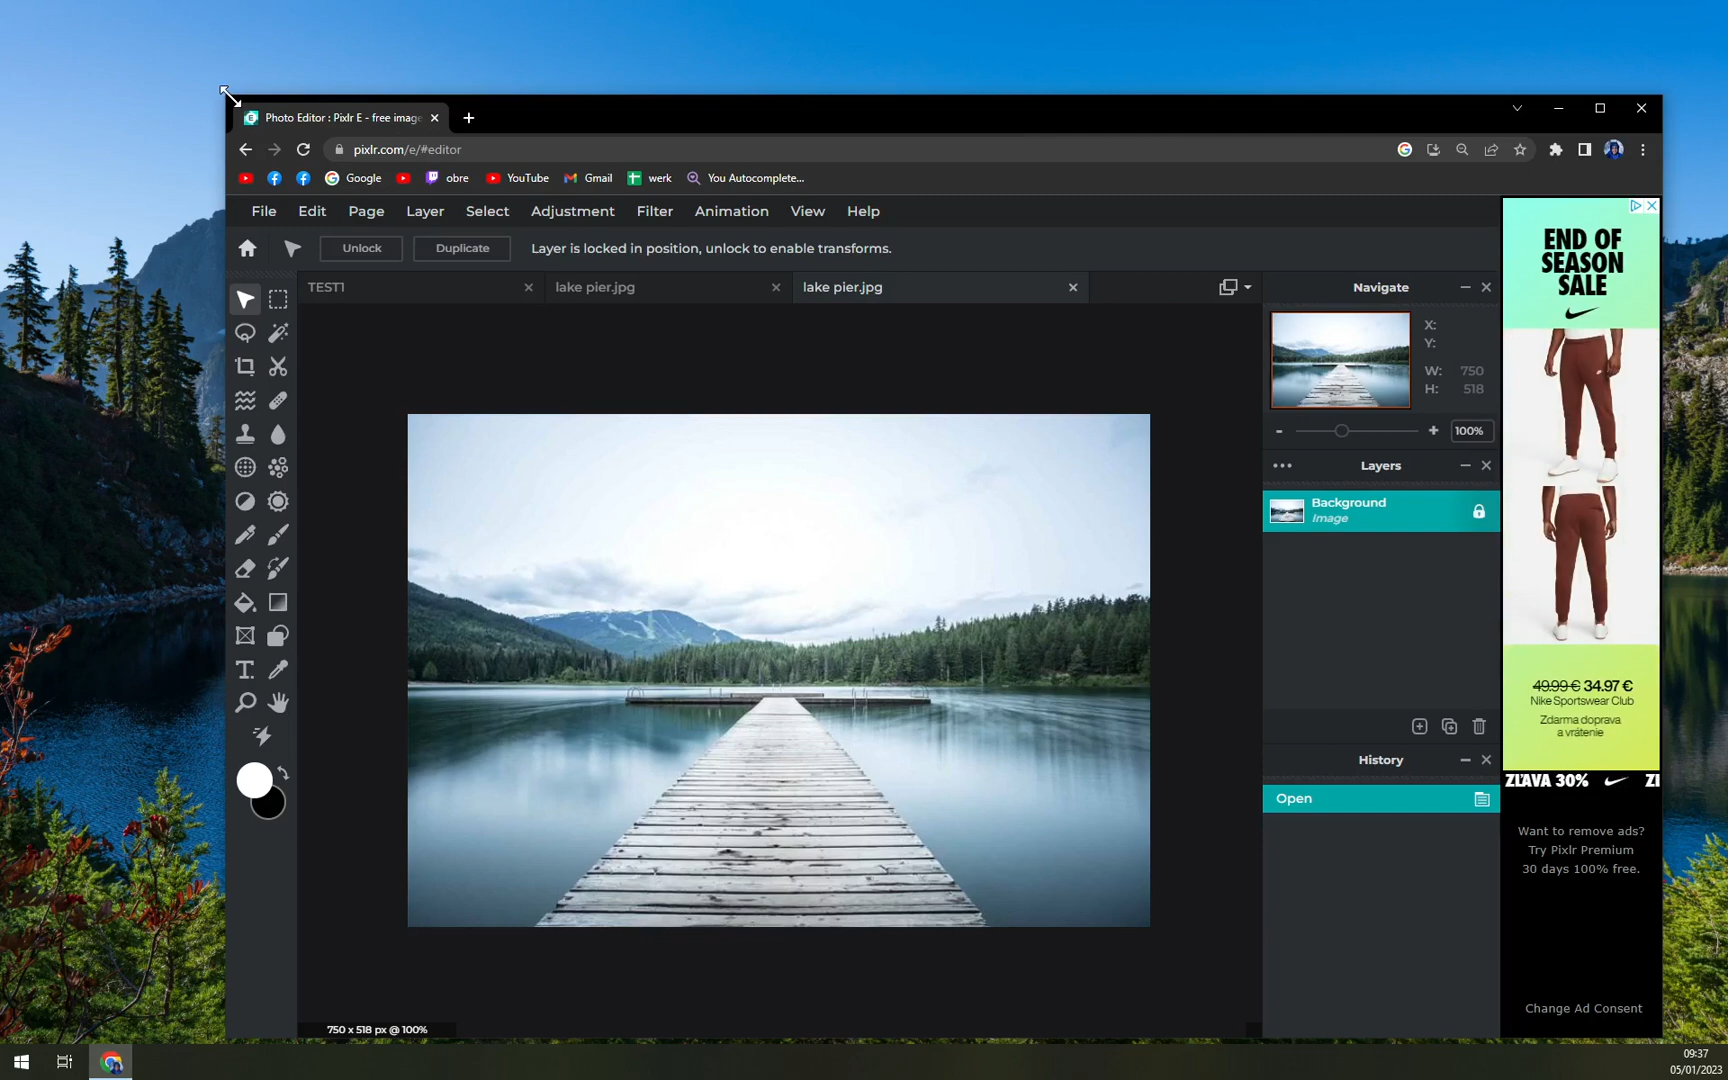 Photo Editor : Pixlr E - free image
pixlr.com/e/#editor
Google
obre
YouTube
Gmail
werk
You Autocomplete...
File Edit Page Layer Select Adjustment Filter Animation View Help
Unlock
Duplicate
Layer is locked in position, unlock to enable transforms.
TEST1
lake pier.jpg
lake pier.jpg
Navigate
X:
Y:
W: 750
H: 518
- + 100%
Layers
Background
Image
History
Open
750 x 518 px @ 100%
END OF
SEASON
SALE
49.99 € 34.97 €
Nike Sportswear Club
Zdarma doprava
a vrátenie
ZĽAVA 30% ZĽ
Want to remove ads?
Try Pixlr Premium
30 days 100% free.
Change Ad Consent
09:37
05/01/2023